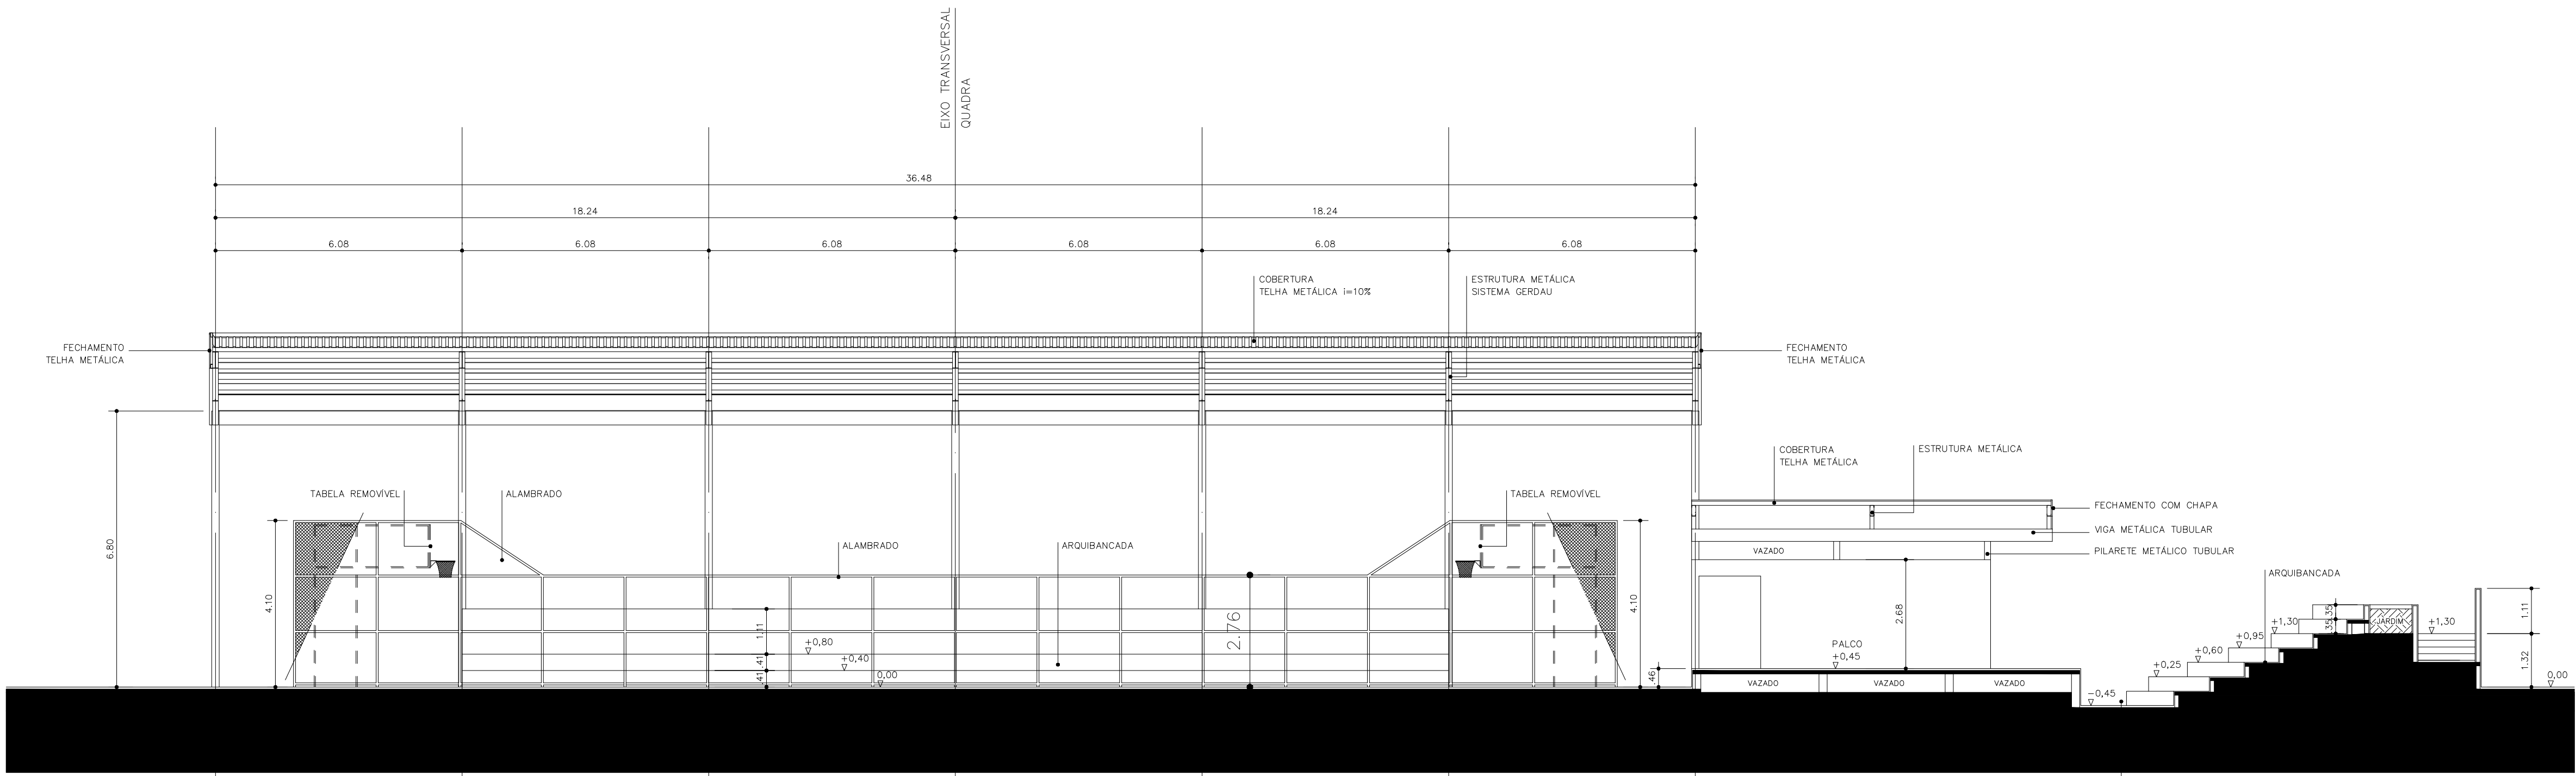 EIXO TRANSVERSAL
QUADRA
36.48
18.24
18.24
6.08
6.08
6.08
6.08
6.08
6.08
COBERTURA
TELHA METÁLICA i=10%
ESTRUTURA METÁLICA
SISTEMA GERDAU
FECHAMENTO
TELHA METÁLICA
FECHAMENTO
TELHA METÁLICA
COBERTURA
TELHA METÁLICA
ESTRUTURA METÁLICA
TABELA REMOVÍVEL
ALAMBRADO
TABELA REMOVÍVEL
FECHAMENTO COM CHAPA
VIGA METÁLICA TUBULAR
6.80
ALAMBRADO
ARQUIBANCADA
VAZADO
PILARETE METÁLICO TUBULAR
ARQUIBANCADA
4.10
4.10
2.68
1.11
2.76
1.11
.35
.35
JARDIM
+1,30
+1,30
+0,80
PALCO
+0,95
+0,40
+0,45
+0,60
1.32
.41
.41
0,00
.46
+0,25
0,00
VAZADO
VAZADO
VAZADO
-0,45